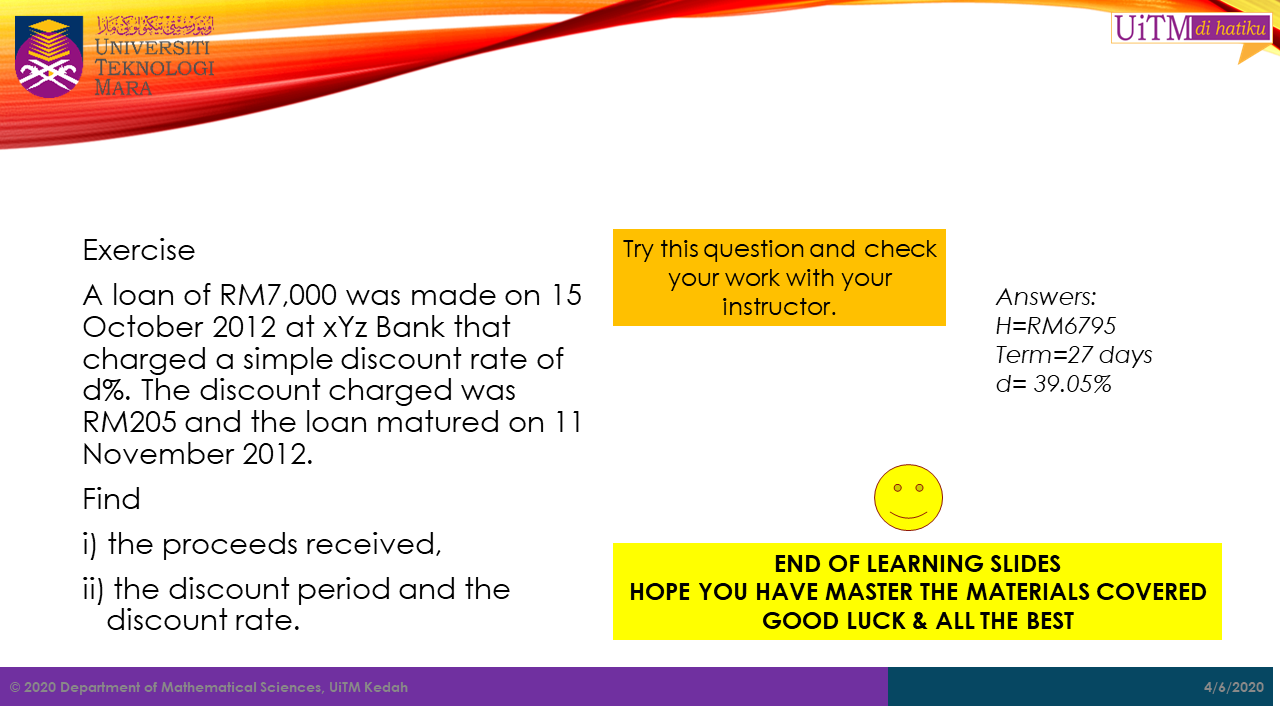 UNIVERSITI
TEKNOLOGI
MARA
UiTM di hatiku
Exercise
A loan of RM7,000 was made on 15
October 2012 at xYz Bank that
charged a simple discount rate of
d%. The discount charged was
RM205 and the loan matured on 11
November 2012.
Find
i) the proceeds received,
ii) the discount period and the
discount rate.
Try this question and check
your work with your
instructor.
Answers:
H=RM6795
Term=27 days
d= 39.05%
END OF LEARNING SLIDES
HOPE YOU HAVE MASTER THE MATERIALS COVERED
GOOD LUCK & ALL THE BEST
© 2020 Department of Mathematical Sciences, UiTM Kedah
4/6/2020